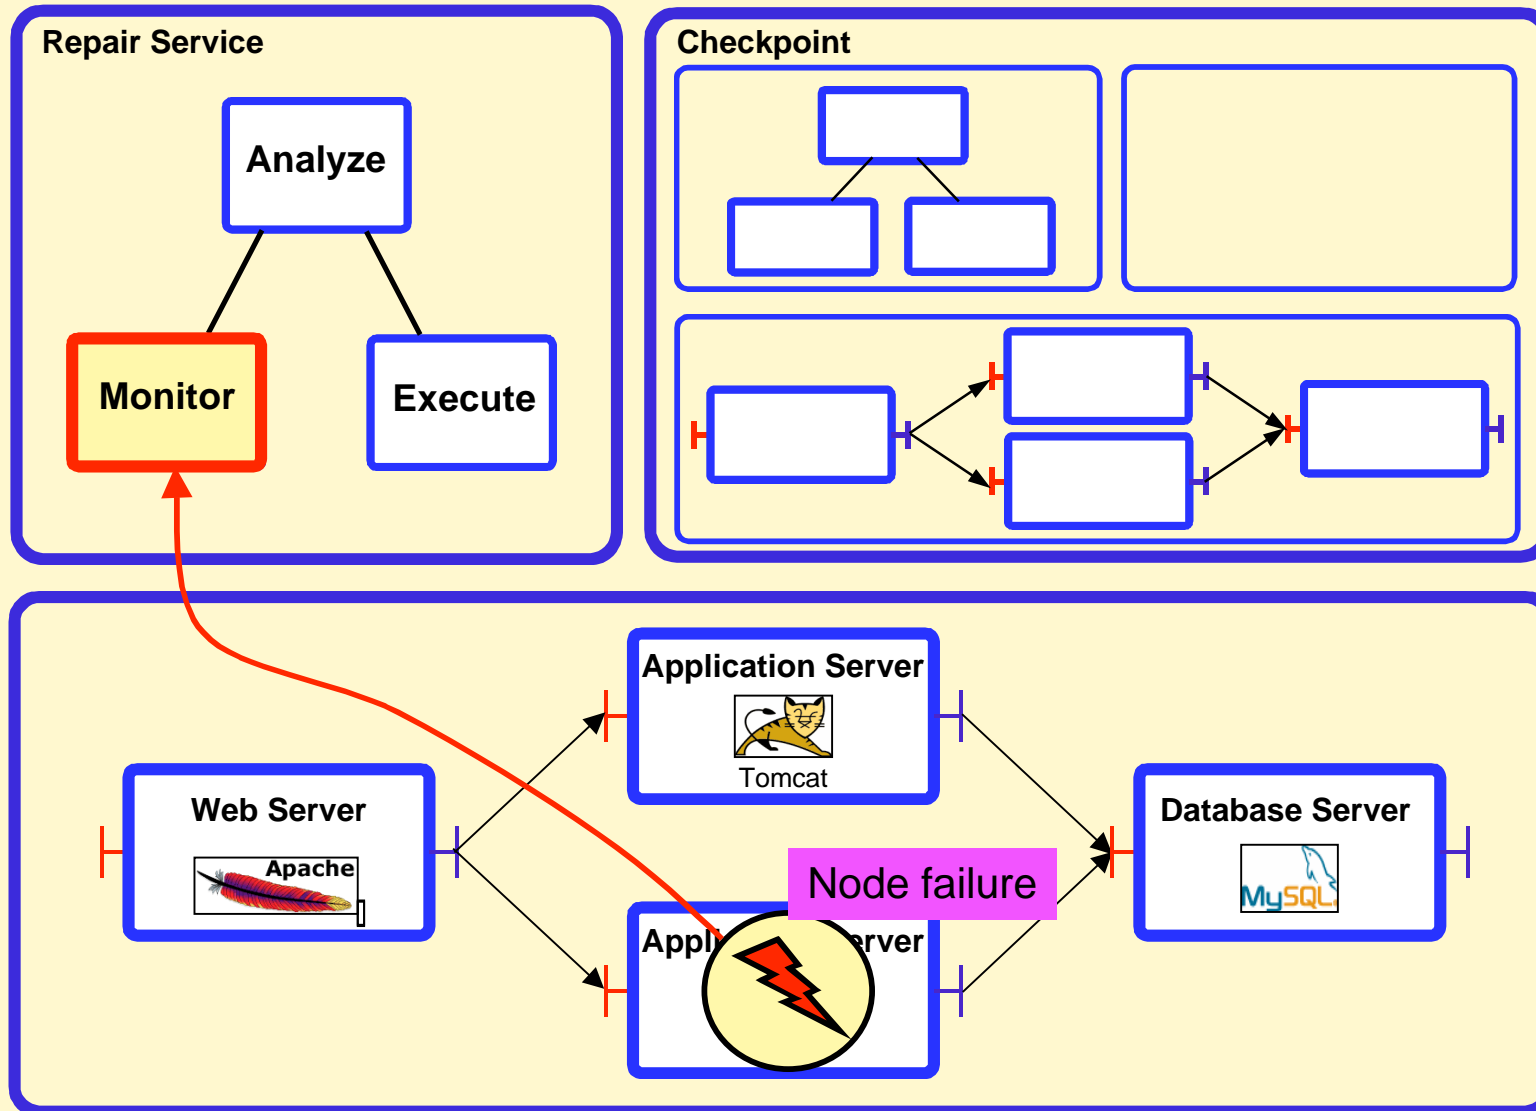 Repair Service
Analyze
Monitor
Execute
Checkpoint
Application Server
Tomcat
Web Server
Apache
Database Server
MySQL
Node failure